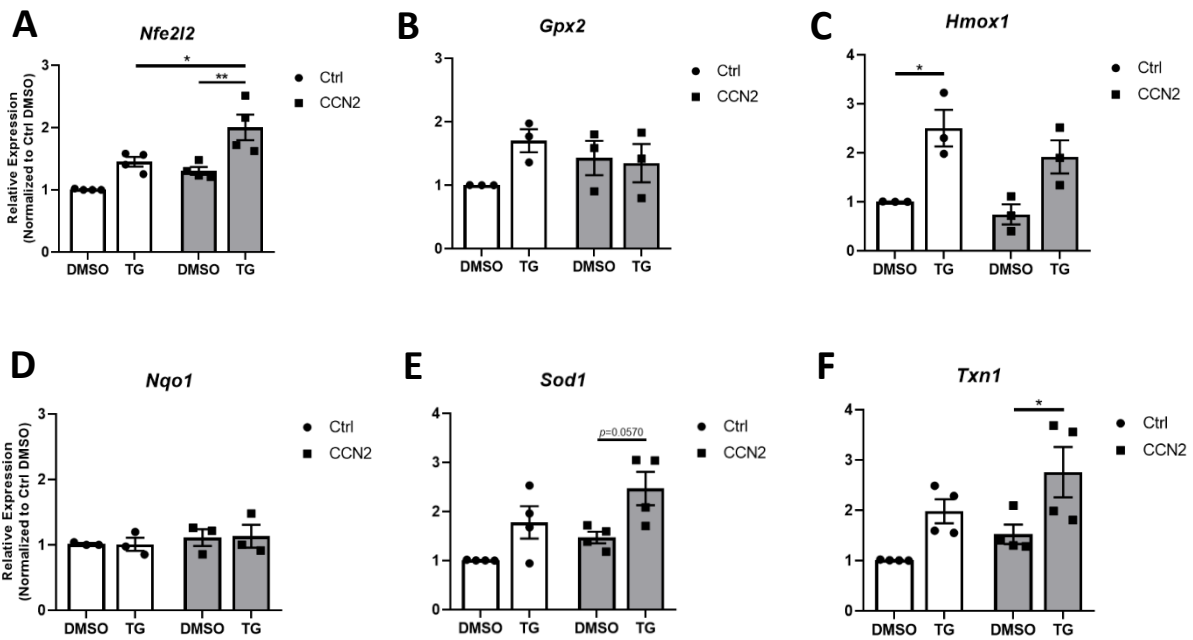 A
Nfe2l2
Relative Expression
(Normalized to Ctrl DMSO)
3
2
1
0
*
**
DMSO TG DMSO TG
Ctrl
CCN2
B
Gpx2
3
2
1
0
DMSO TG DMSO TG
Ctrl
CCN2
C
Hmox1
4
3
2
1
0
*
DMSO TG DMSO TG
Ctrl
CCN2
D
Nqo1
Relative Expression
(Normalized to Ctrl DMSO)
3
2
1
0
DMSO TG DMSO TG
Ctrl
CCN2
E
Sod1
4
3
2
1
0
p=0.0570
DMSO TG DMSO TG
Ctrl
CCN2
F
Txn1
4
3
2
1
0
*
DMSO TG DMSO TG
Ctrl
CCN2